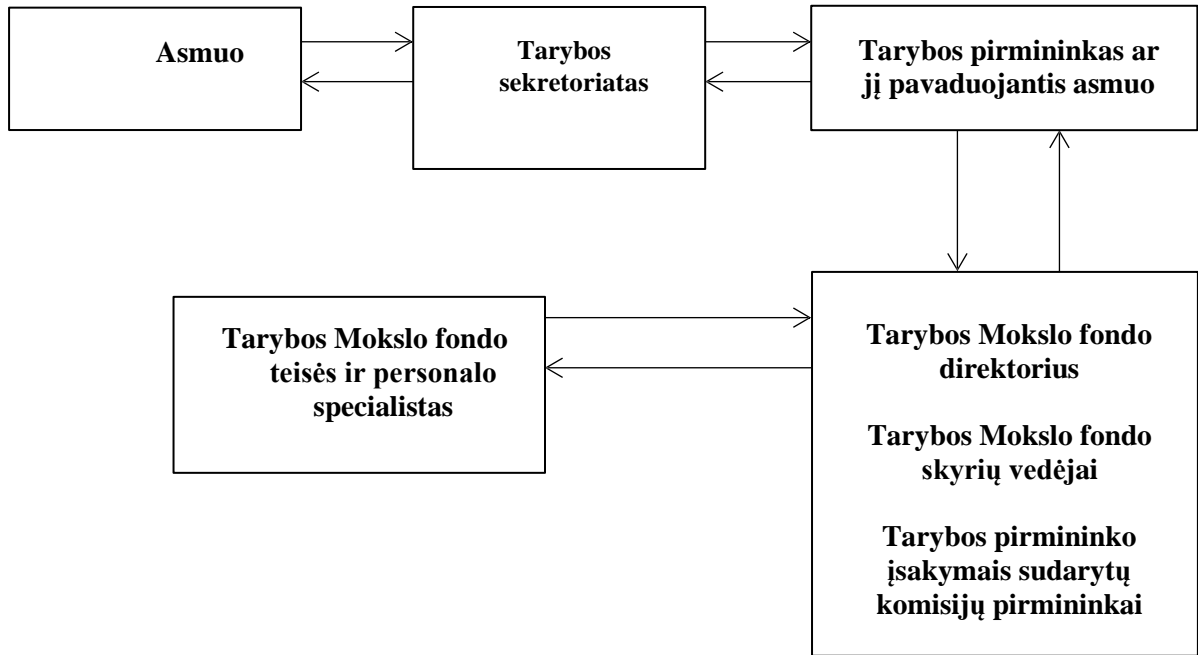 Asmuo
Tarybos
sekretoriatas
Tarybos pirmininkas ar
jį pavaduojantis asmuo
Tarybos Mokslo fondo
teisės ir personalo
specialistas
Tarybos Mokslo fondo
direktorius
Tarybos Mokslo fondo
skyrių vedėjai
Tarybos pirmininko
įsakymais sudarytų
komisijų pirmininkai